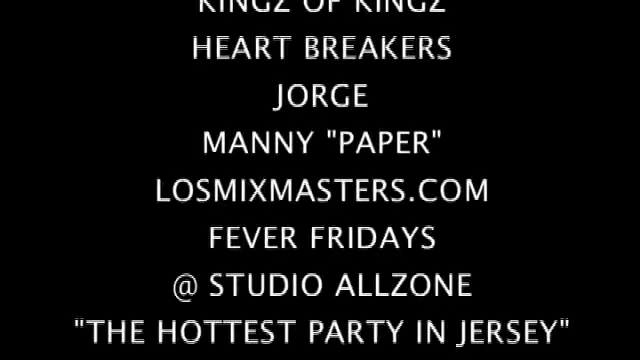 KINGZ OF KINGZ
HEART BREAKERS
JORGE
MANNY "PAPER"
LOSMIXMASTERS.COM
FEVER FRIDAYS
@ STUDIO ALLZONE
"THE HOTTEST PARTY IN JERSEY"